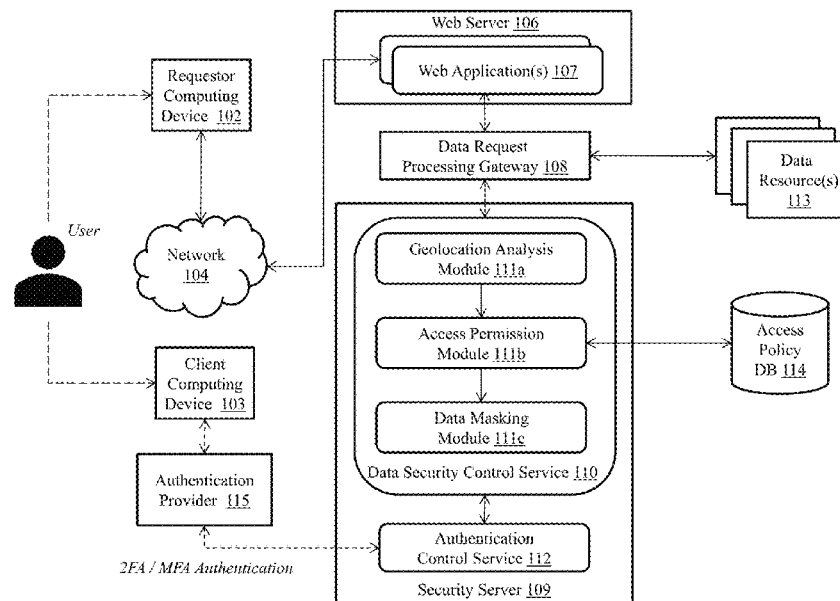 Web Server 106
Web Application(s) 107
Requestor
Computing
Device 102
Data Request
Processing Gateway 108
Data
Resource(s)
113
User
Network
104
Geolocation Analysis
Module 111a
Access Permission
Module 111b
Access
Policy
DB 114
Client
Computing
Device 103
Data Masking
Module 111c
Data Security Control Service 110
Authentication
Provider 115
Authentication
Control Service 112
2FA / MFA Authentication
Security Server 109